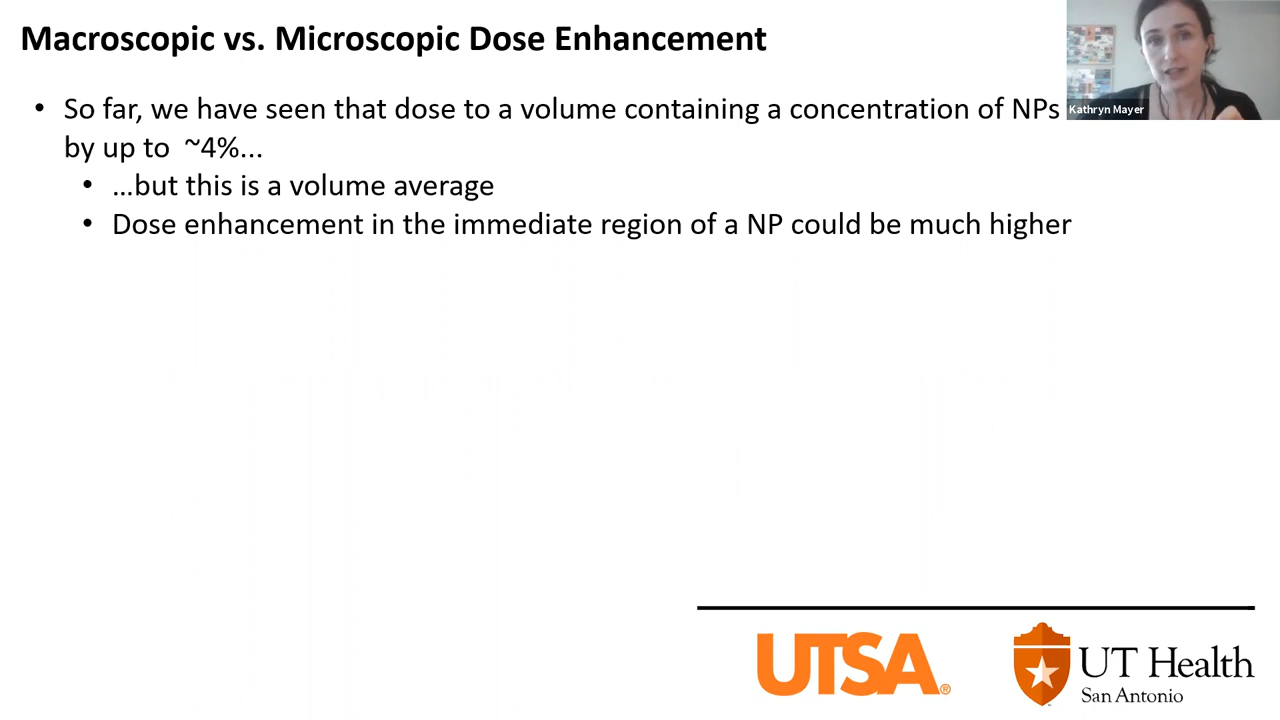 Macroscopic vs. Microscopic Dose Enhancement
Kathryn Mayer
• So far, we have seen that dose to a volume containing a concentration of NPs
by up to ~4%...
• …but this is a volume average
• Dose enhancement in the immediate region of a NP could be much higher
UTSA®
UT Health
San Antonio